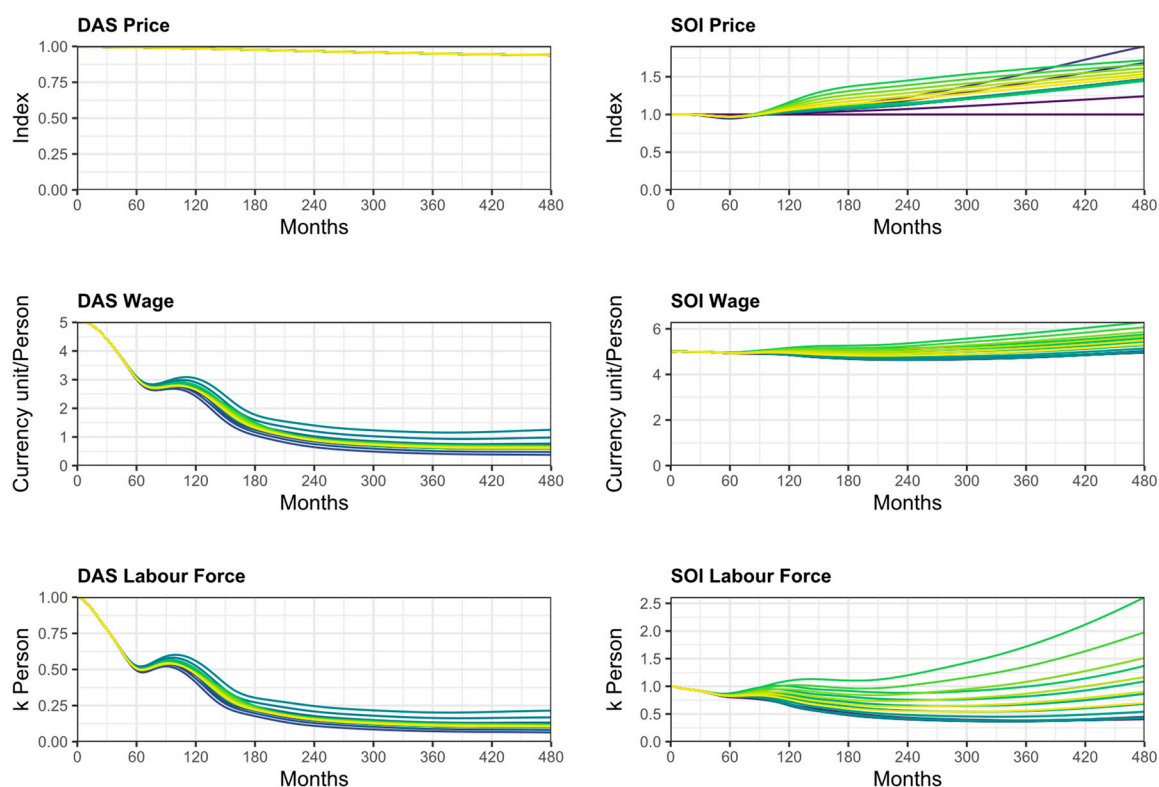 DAS Price
SOI Price
Index
1.00
0.75
0.50
0.25
0.00
0 60 120 180 240 300 360 420 480
Months
Index
1.5
1.0
0.5
0.0
0 60 120 180 240 300 360 420 480
Months
DAS Wage
SOI Wage
Currency unit/Person
5
4
3
2
1
0
0 60 120 180 240 300 360 420 480
Months
Currency unit/Person
6
4
2
0
0 60 120 180 240 300 360 420 480
Months
DAS Labour Force
SOI Labour Force
k Person
1.00
0.75
0.50
0.25
0.00
0 60 120 180 240 300 360 420 480
Months
k Person
2.5
2.0
1.5
1.0
0.5
0.0
0 60 120 180 240 300 360 420 480
Months